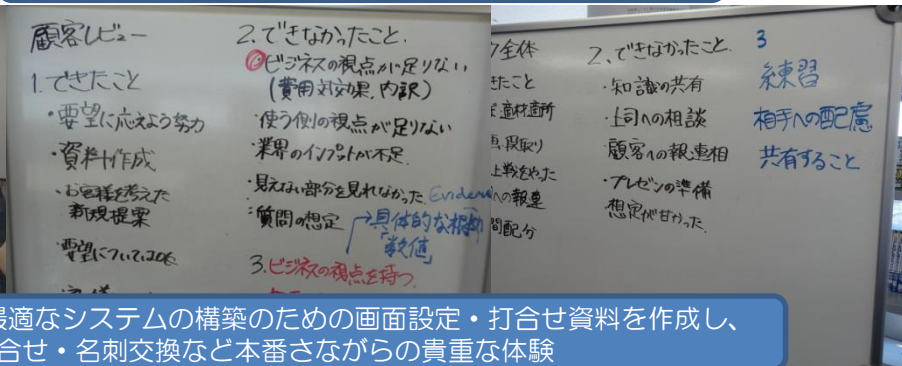 顧客レビュー
1.できたこと
・要望に応えよう努力
・資料作成
・お客様を考えた
新規提案
・要望については
2.できなかったこと.
ビジネスの視点が足りない
(費用対効果,内訳)
・使う側の視点が足りない
・業界のインプットが不足.
・見えない部分を見れなかった.
・質問の想定
→具体的な根拠
「数値」
3.ビジネスの視点を持つ.
全体
たこと
適材適所
段取り
をやった
への報連
間配分
2、できなかったこと.
・知識の共有
・上司への相談
・顧客への報連相
・プレゼンの準備
想定が甘かった.
3
練習
相手への配慮
共有すること
最適なシステムの構築のための画面設定・打合せ資料を作成し、
合せ・名刺交換など本番さながらの貴重な体験